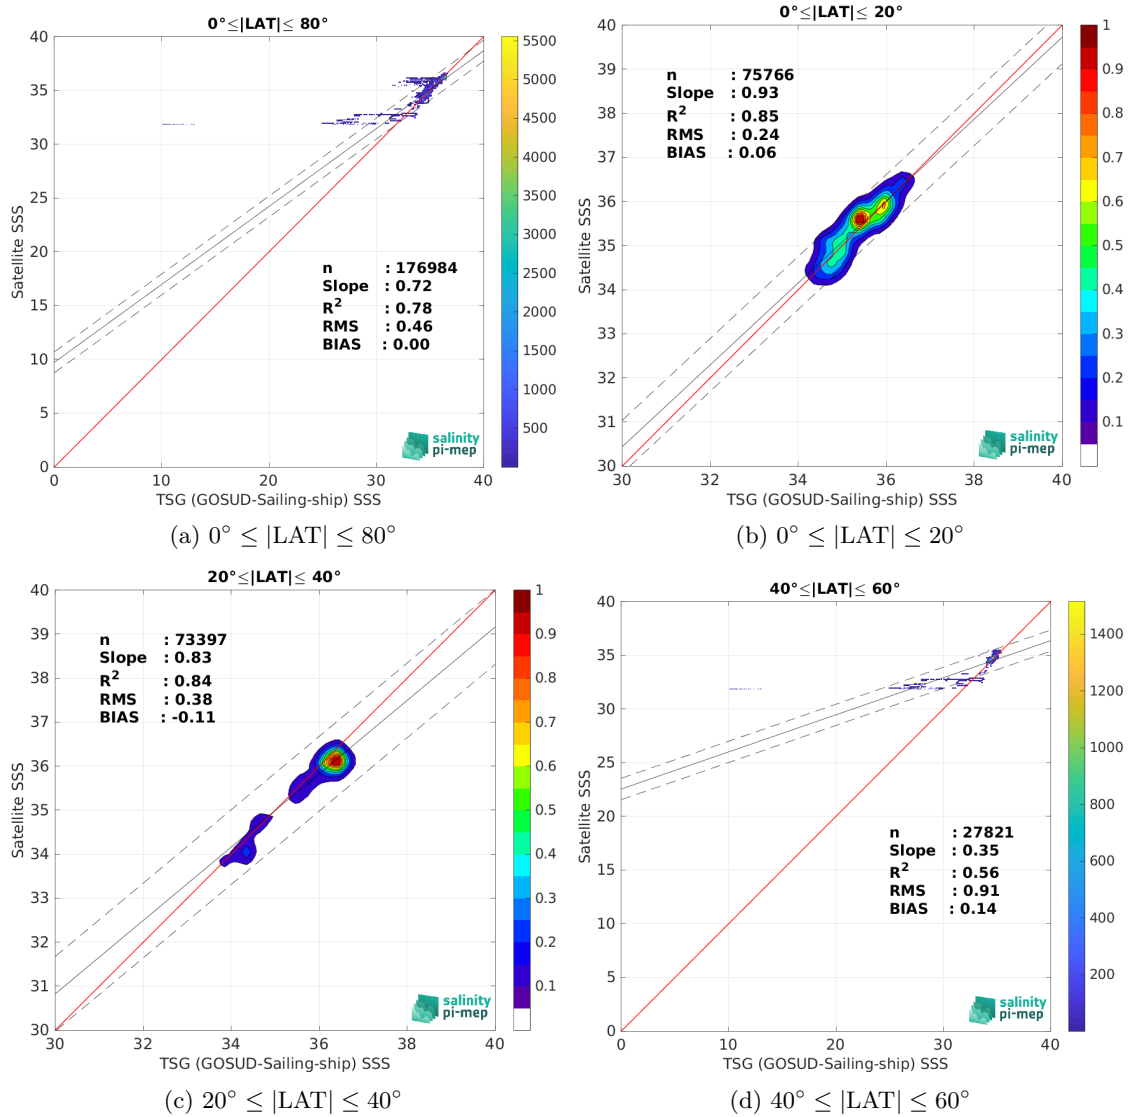 0°≤|LAT|≤ 80°
40
35
30
25
20
15
10
5
0
Satellite SSS
n : 176984
Slope : 0.72
R² : 0.78
RMS : 0.46
BIAS : 0.00
salinity
pi-mep
0 10 20 30 40
TSG (GOSUD-Sailing-ship) SSS
5500
5000
4500
4000
3500
3000
2500
2000
1500
1000
500
(a) 0° ≤ |LAT| ≤ 80°
0°≤|LAT|≤ 20°
40
39
38
37
36
35
34
33
32
31
30
Satellite SSS
n : 75766
Slope : 0.93
R² : 0.85
RMS : 0.24
BIAS : 0.06
salinity
pi-mep
30 32 34 36 38 40
TSG (GOSUD-Sailing-ship) SSS
1
0.9
0.8
0.7
0.6
0.5
0.4
0.3
0.2
0.1
(b) 0° ≤ |LAT| ≤ 20°
20°≤|LAT|≤ 40°
40
39
38
37
36
35
34
33
32
31
30
Satellite SSS
n : 73397
Slope : 0.83
R² : 0.84
RMS : 0.38
BIAS : -0.11
salinity
pi-mep
30 32 34 36 38 40
TSG (GOSUD-Sailing-ship) SSS
1
0.9
0.8
0.7
0.6
0.5
0.4
0.3
0.2
0.1
(c) 20° ≤ |LAT| ≤ 40°
40°≤|LAT|≤ 60°
40
35
30
25
20
15
10
5
0
Satellite SSS
n : 27821
Slope : 0.35
R² : 0.56
RMS : 0.91
BIAS : 0.14
salinity
pi-mep
0 10 20 30 40
TSG (GOSUD-Sailing-ship) SSS
1400
1200
1000
800
600
400
200
(d) 40° ≤ |LAT| ≤ 60°